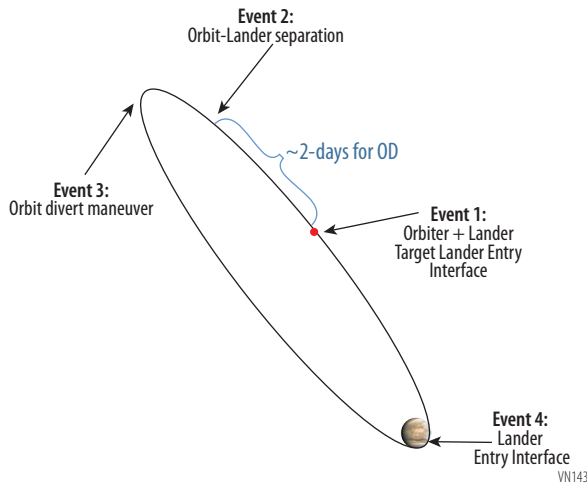 Event 2:
Orbit-Lander separation
~2-days for OD
Event 3:
Orbit divert maneuver
Event 1:
Orbiter + Lander
Target Lander Entry
Interface
Event 4:
Lander
Entry Interface
VN143